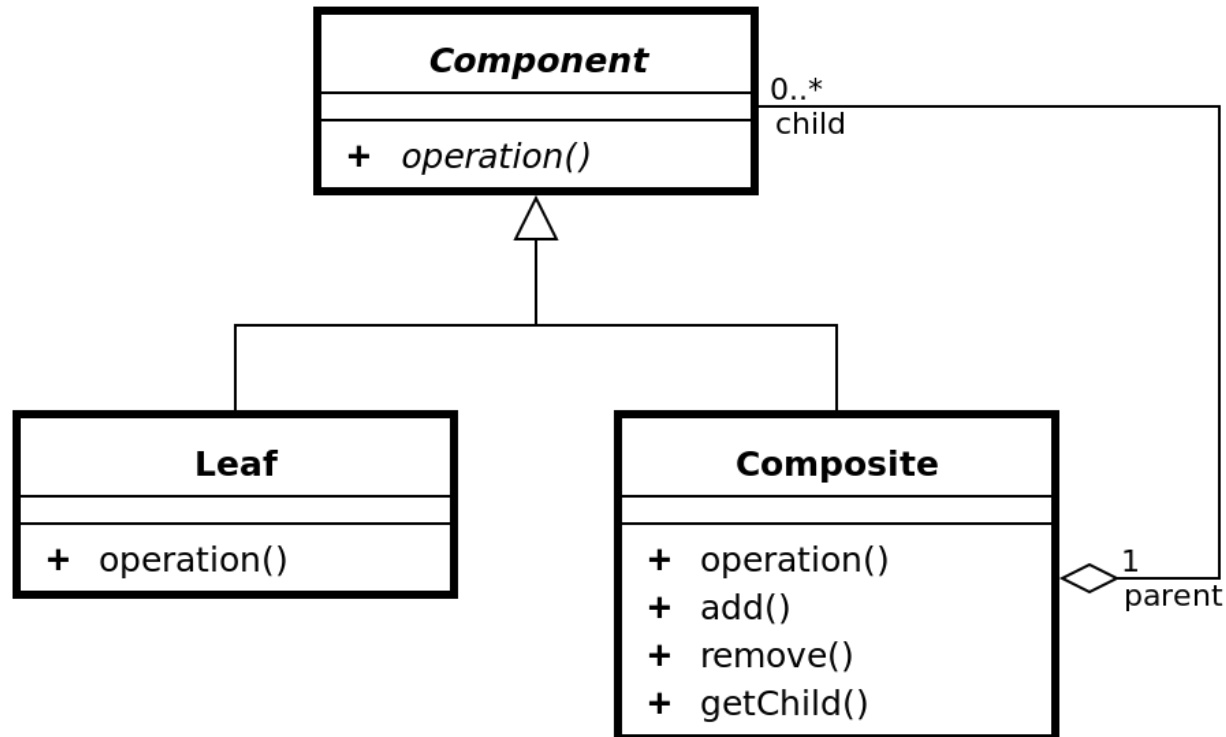 Component
0..*
child
+ operation()
Leaf
+ operation()
Composite
+ operation()
+ add()
+ remove()
+ getChild()
1
parent